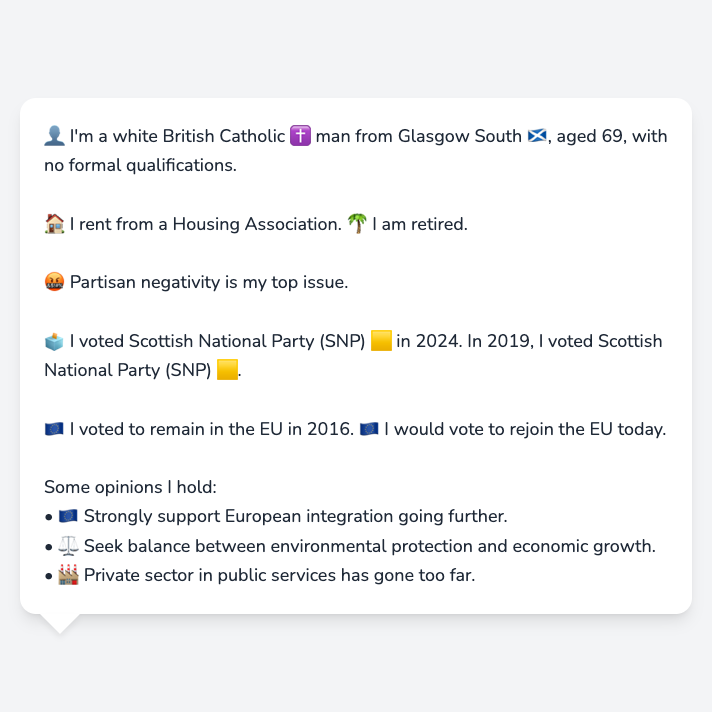 👤 I'm a white British Catholic ✝️ man from Glasgow South 🏴󠁧󠁢󠁳󠁣󠁴󠁿, aged 69, with
no formal qualifications.
🏠 I rent from a Housing Association. 🌴 I am retired.
🤬 Partisan negativity is my top issue.
🗳️ I voted Scottish National Party (SNP) 🟨 in 2024. In 2019, I voted Scottish
National Party (SNP) 🟨.
🇪🇺 I voted to remain in the EU in 2016. 🇪🇺 I would vote to rejoin the EU today.
Some opinions I hold:
• 🇪🇺 Strongly support European integration going further.
• ⚖️ Seek balance between environmental protection and economic growth.
• 🏭 Private sector in public services has gone too far.